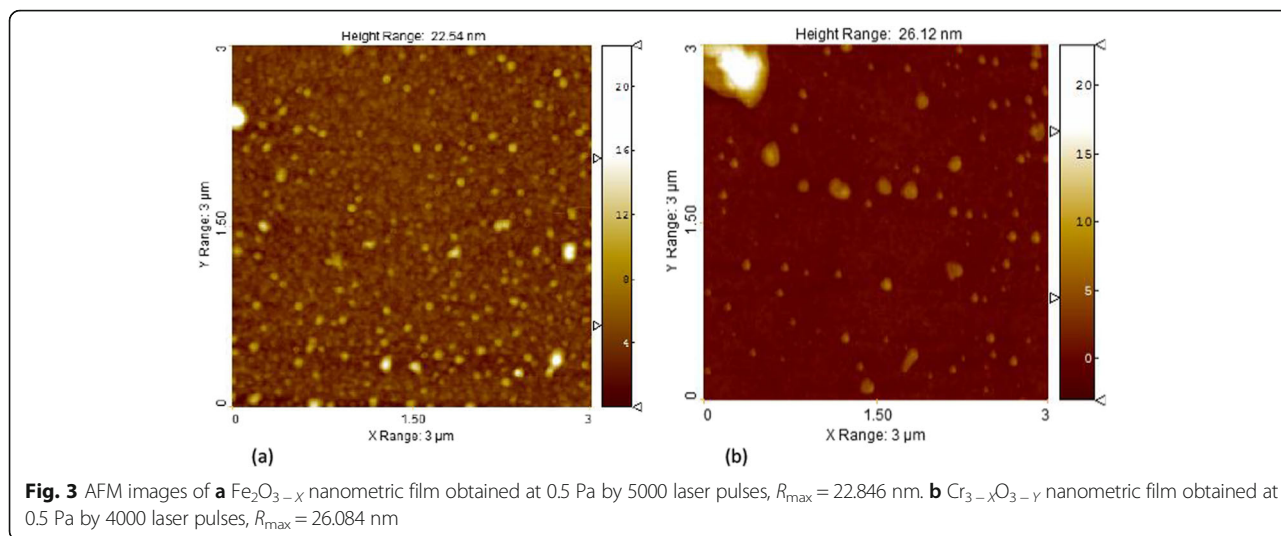 Height Range: 22.54 nm
3
20
16
12
8
4
Y Range: 3 µm
1.50
0
0
1.50
3
X Range: 3 µm
(a)
Height Range: 26.12 nm
3
20
15
10
5
0
Y Range: 3 µm
1.50
0
0
1.50
3
X Range: 3 µm
(b)
Fig. 3 AFM images of a Fe₂O₃₋X nanometric film obtained at 0.5 Pa by 5000 laser pulses, Rmax = 22.846 nm. b Cr₃₋XO₃₋Y nanometric film obtained at
0.5 Pa by 4000 laser pulses, Rmax = 26.084 nm